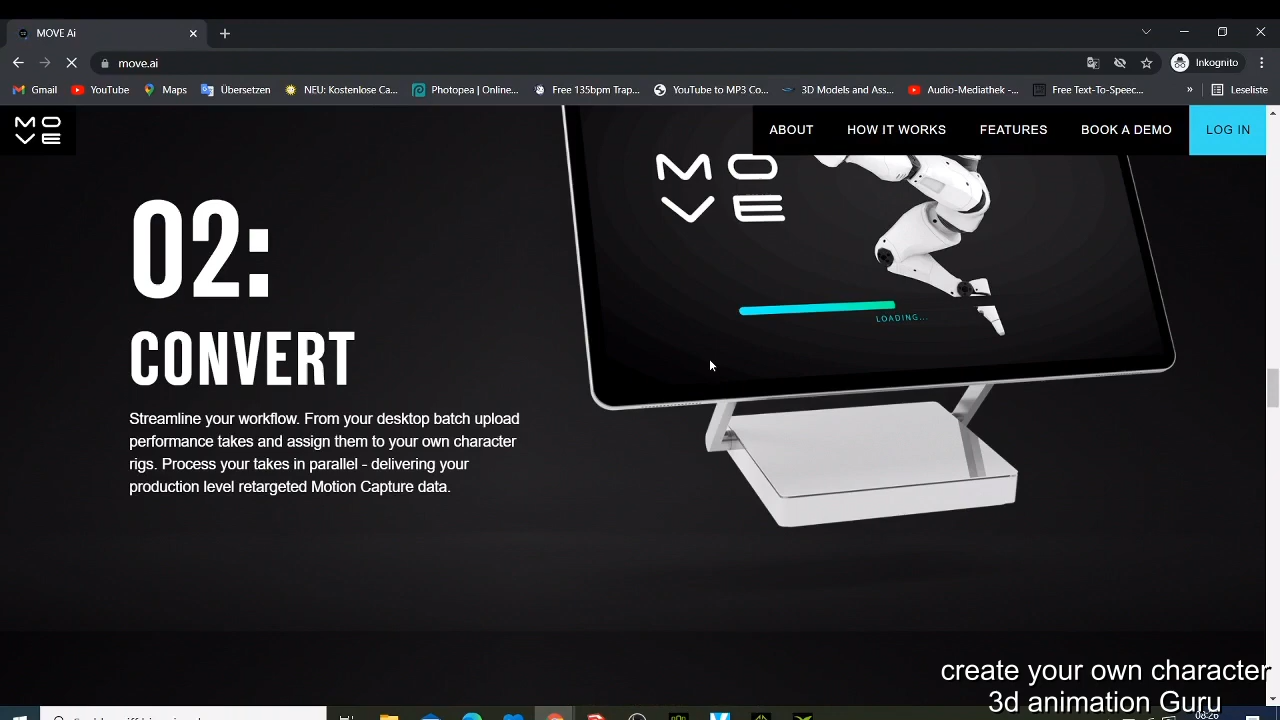 MOVE Ai
move.ai
Inkognito
Gmail
YouTube
Maps
Übersetzen
NEU: Kostenlose Ca...
Photopea | Online...
Free 135bpm Trap...
YouTube to MP3 Co...
3D Models and Ass...
Audio-Mediathek -...
Free Text-To-Speec...
»
Leseliste
MO
VE
ABOUT
HOW IT WORKS
FEATURES
BOOK A DEMO
LOG IN
MO
VE
LOADING...
02:
CONVERT
Streamline your workflow. From your desktop batch upload
performance takes and assign them to your own character
rigs. Process your takes in parallel - delivering your
production level retargeted Motion Capture data.
create your own character
3d animation Guru
08:26